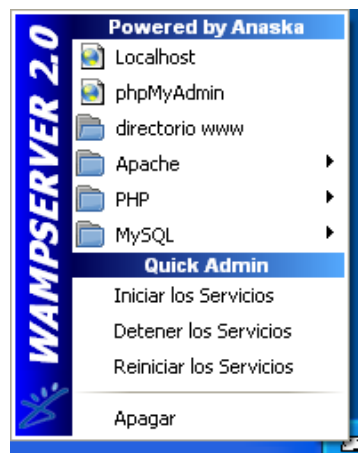 WAMPSERVER 2.0
Powered by Anaska
Localhost
phpMyAdmin
directorio www
Apache
PHP
MySQL
Quick Admin
Iniciar los Servicios
Detener los Servicios
Reiniciar los Servicios
Apagar